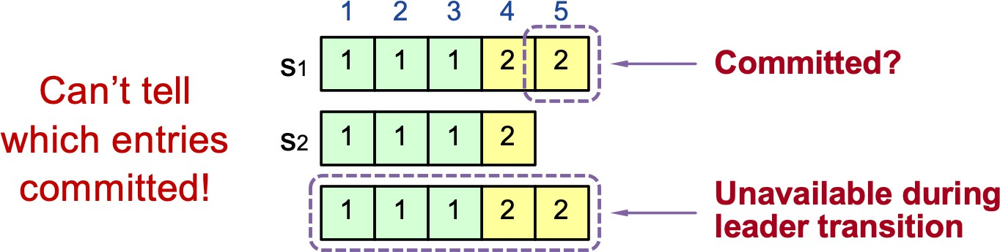 1 2 3 4 5
s1 1 1 1 2 2 Committed?
Can't tell
which entries
committed!
s2 1 1 1 2
1 1 1 2 2 Unavailable during
leader transition